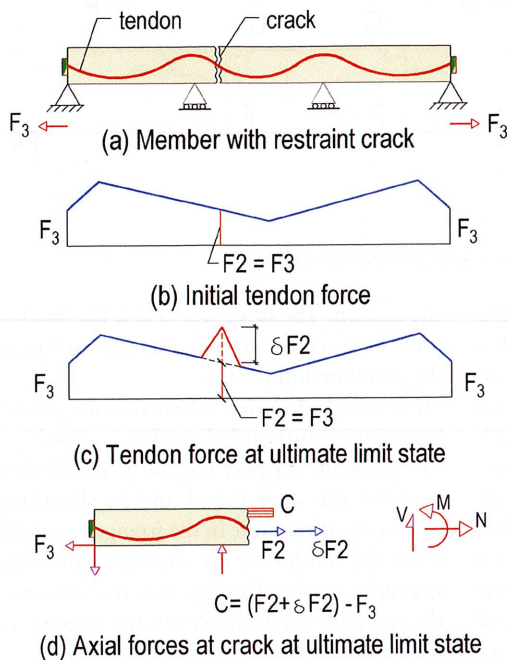 tendon crack
F₃ F₃
(a) Member with restraint crack
F₃ F₃
F2 = F3
(b) Initial tendon force
δF2
F₃ F₃
F2 = F3
(c) Tendon force at ultimate limit state
C M
V N
F₃ F2 δF2
C= (F2+ δF2) -F₃
(d) Axial forces at crack at ultimate limit state